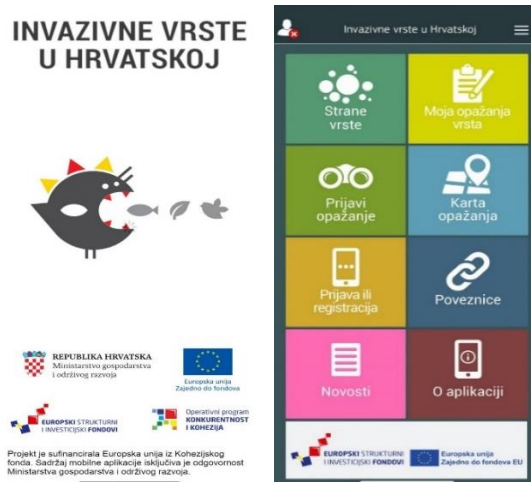 INVAZIVNE VRSTE
U HRVATSKOJ
REPUBLIKA HRVATSKA
Ministarstvo gospodarstva
i održivog razvoja
Europska unija
Zajedno do fondova
EUROPSKI STRUKTURNI
I INVESTICIJSKI FONDOVI
Operativni program
KONKURENTNOST
I KOHEZIJA
Projekt je sufinancirala Europska unija iz Kohezijskog
fonda. Sadržaj mobilne aplikacije isključiva je odgovornost
Ministarstva gospodarstva i održivog razvoja.
Invazivne vrste u Hrvatskoj
Strane
vrste
Moja opažanja
vrsta
Prijavi
opažanje
Karta
opažanja
Prijava ili
registracija
Poveznice
Novosti
O aplikaciji
EUROPSKI STRUKTURNI
I INVESTICIJSKI FONDOVI
Europska unija
Zajedno do fondova EU